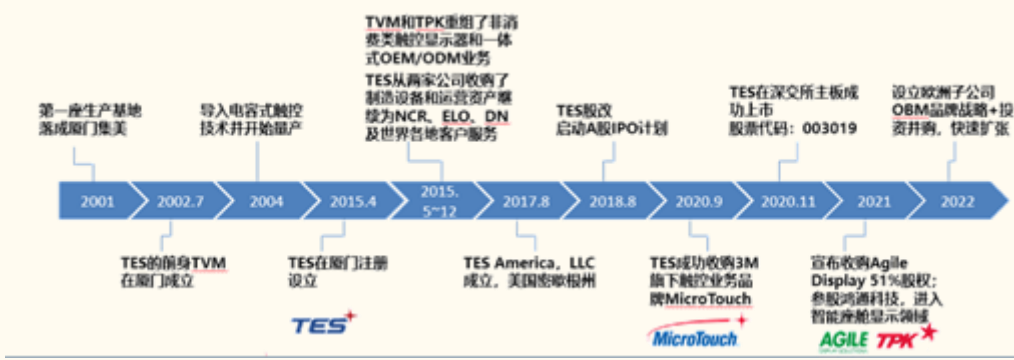 TVM和TPK重组了非消
费类触控显示器和一体
式OEM/ODM业务
TES从两家公司收购了
制造设备和运营资产继
续为NCR、ELO、DN
及世界各地客户服务
第一座生产基地
落成厦门集美
导入电容式触控
技术并开始量产
TES股改
启动A股IPO计划
TES在深交所主板成
功上市
股票代码：003019
设立欧洲子公司
OBM品牌战略+投
资并购，快速扩张
2001
2002.7
2004
2015.4
2015.
5~12
2017.8
2018.8
2020.9
2020.11
2021
2022
TES的前身TVM
在厦门成立
TES在厦门注册
设立
TES
TES America, LLC
成立，美国密歇根州
TES成功收购3M
旗下触控业务品
牌MicroTouch
MicroTouch
宣布收购Agile
Display 51%股权；
参股鸿通科技，进入
智能座舱显示领域
AGILE
TPK